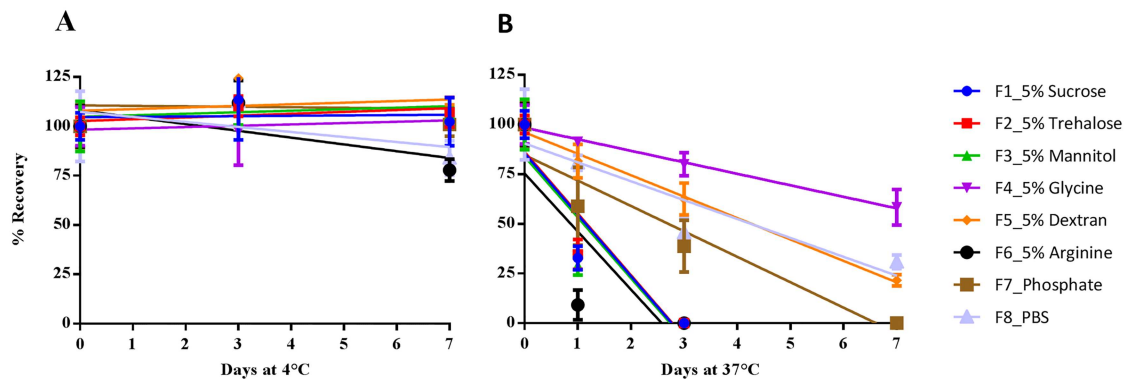 A
B
% Recovery
125
100
75
50
25
0
0 1 2 3 4 5 6 7
Days at 4°C
125
100
75
50
25
0
0 1 2 3 4 5 6 7
Days at 37°C
F1_5% Sucrose
F2_5% Trehalose
F3_5% Mannitol
F4_5% Glycine
F5_5% Dextran
F6_5% Arginine
F7_Phosphate
F8_PBS